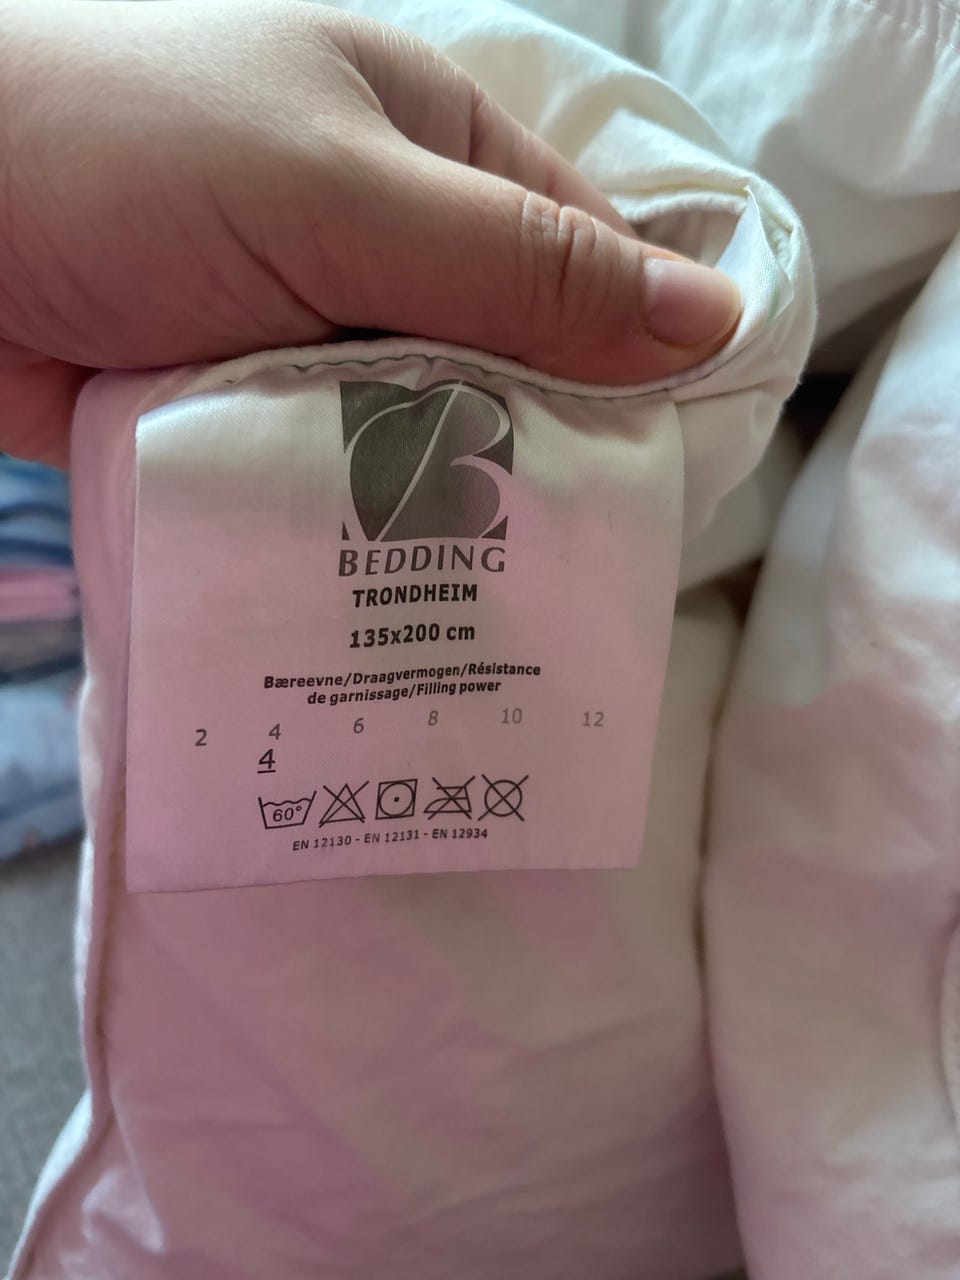 B
BEDDING
TRONDHEIM
135x200 cm
Bæreevne/Draagvermogen/Résistance
de garnissage/Filling power
2 4 6 8 10 12
4
60°
EN 12130 - EN 12131 - EN 12934